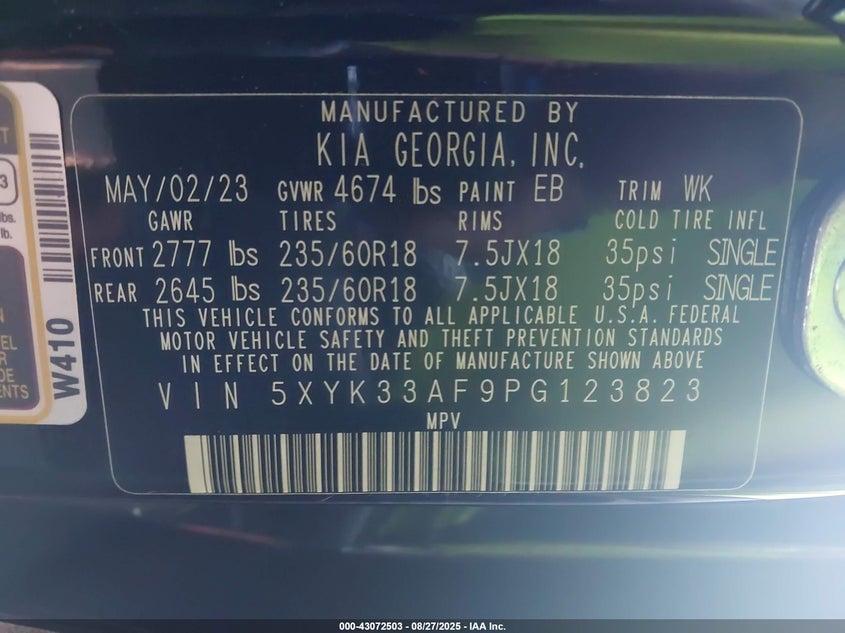 MANUFACTURED BY
KIA GEORGIA, INC.
MAY/02/23 GVWR 4674 lbs PAINT EB TRIM WK
GAWR TIRES RIMS COLD TIRE INFL
FRONT 2777 lbs 235/60R18 7.5JX18 35psi SINGLE
REAR 2645 lbs 235/60R18 7.5JX18 35psi SINGLE
THIS VEHICLE CONFORMS TO ALL APPLICABLE U.S.A. FEDERAL
MOTOR VEHICLE SAFETY AND THEFT PREVENTION STANDARDS
IN EFFECT ON THE DATE OF MANUFACTURE SHOWN ABOVE
VIN 5XYK33AF9PG123823
MPV
W410
3
lbs.
lb.
000-43072503 - 08/27/2025 - IAA Inc.